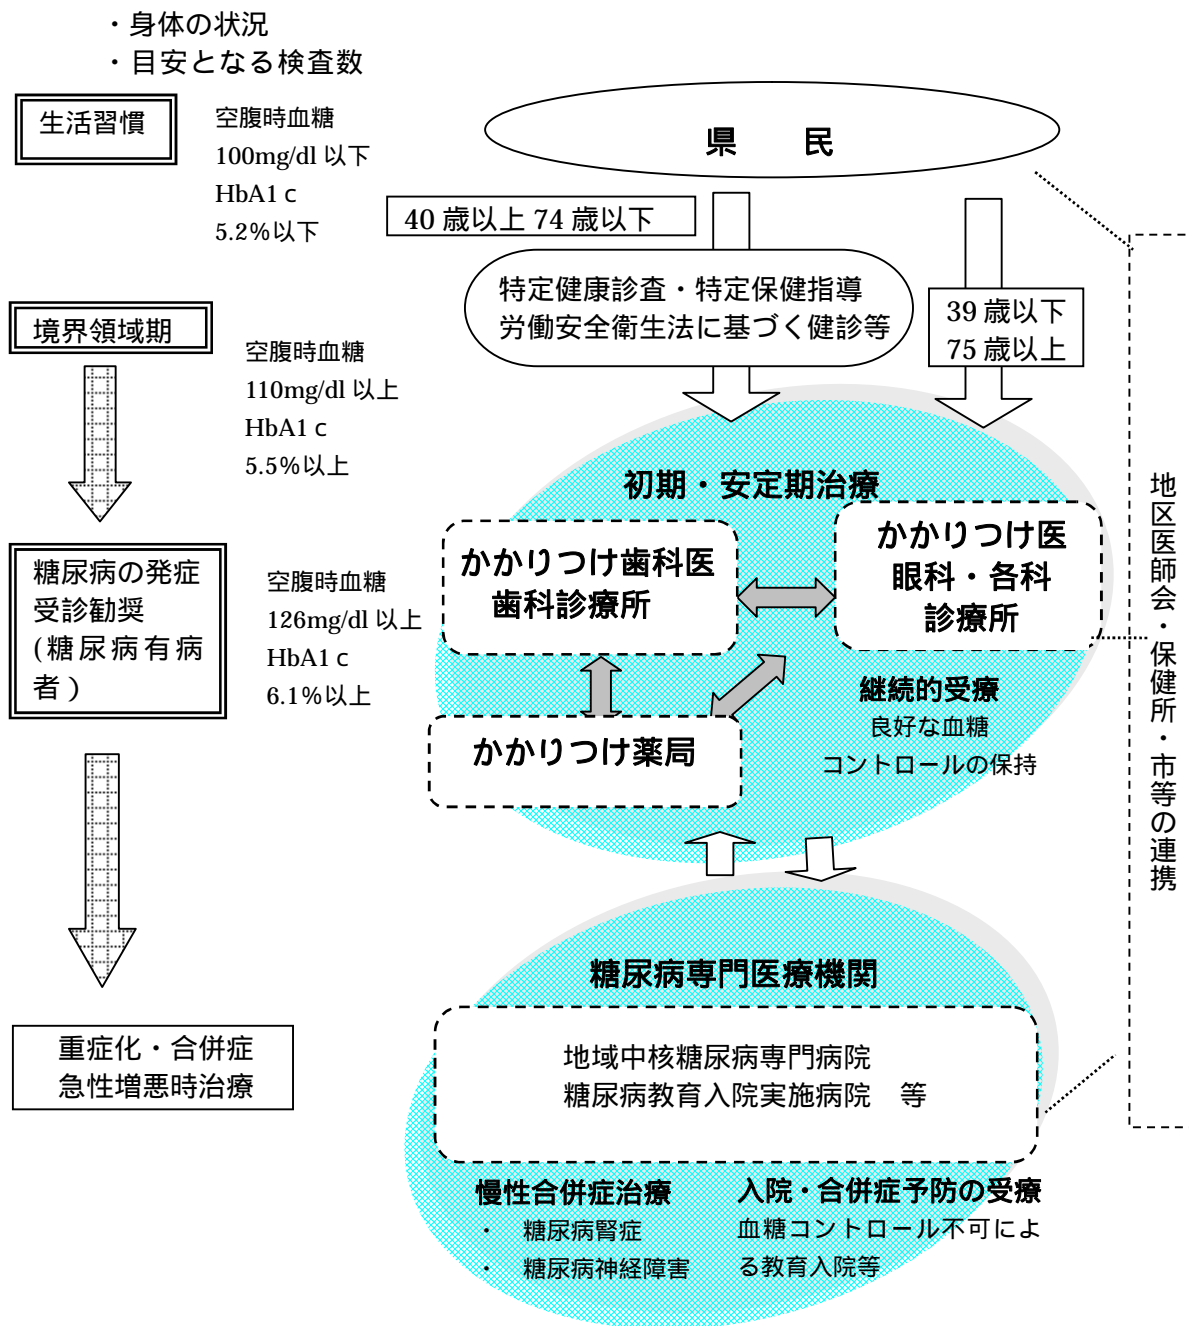 ・身体の状況
・目安となる検査数
生活習慣
空腹時血糖
100mg/dl 以下
HbA1ｃ
5.2%以下
県　　民
40 歳以上 74 歳以下
特定健康診査・特定保健指導
労働安全衛生法に基づく健診等
39 歳以下
75 歳以上
境界領域期
空腹時血糖
110mg/dl 以上
HbA1ｃ
5.5%以上
初期・安定期治療
かかりつけ歯科医
歯科診療所
かかりつけ医
眼科・各科
診療所
糖尿病の発症
受診勧奨
(糖尿病有病
者）
空腹時血糖
126mg/dl 以上
HbA1ｃ
6.1%以上
継続的受療
良好な血糖
コントロールの保持
かかりつけ薬局
地区医師会・保健所・市等の連携
糖尿病専門医療機関
地域中核糖尿病専門病院
糖尿病教育入院実施病院　等
重症化・合併症
急性増悪時治療
慢性合併症治療
・　糖尿病腎症
・　糖尿病神経障害
入院・合併症予防の受療
血糖コントロール不可によ
る教育入院等